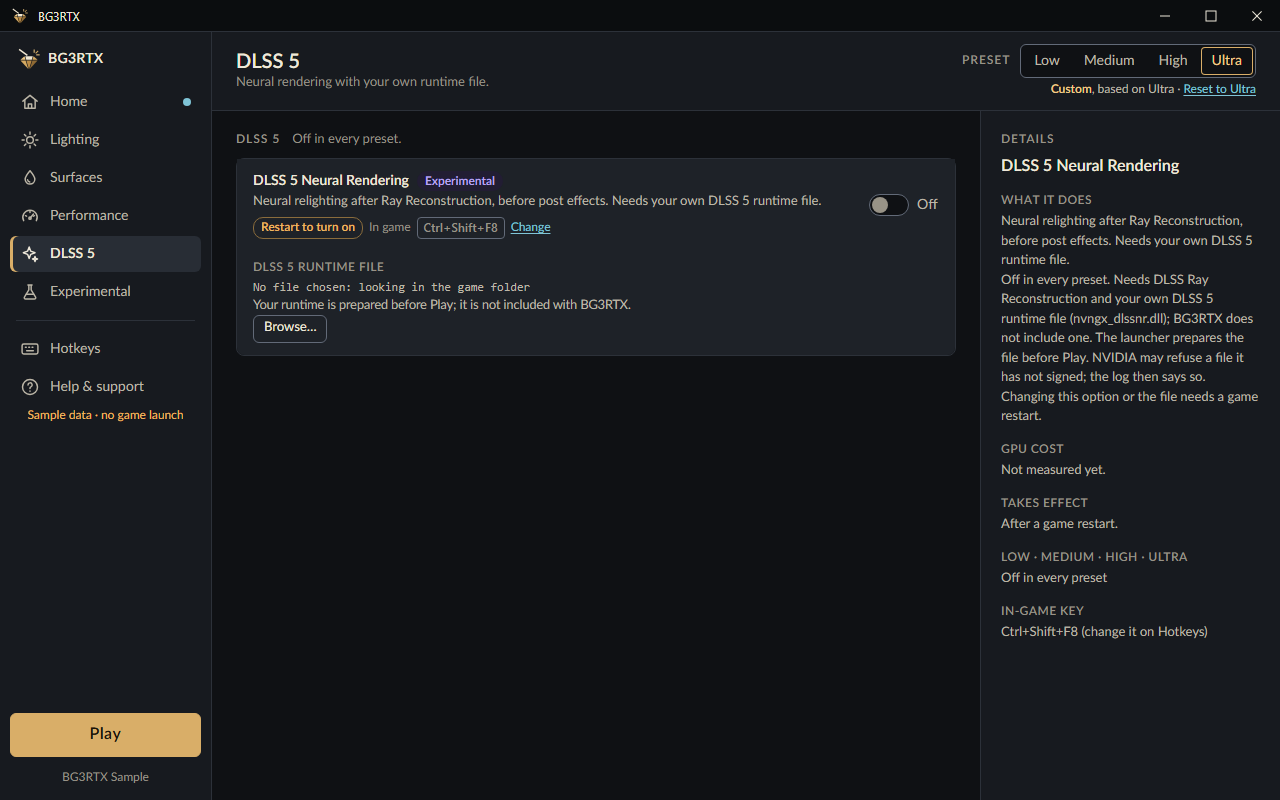 BG3RTX
BG3RTX
Home
Lighting
Surfaces
Performance
DLSS 5
Experimental
Hotkeys
Help & support
Sample data · no game launch
Play
BG3RTX Sample
DLSS 5
Neural rendering with your own runtime file.
PRESET Low Medium High Ultra
Custom, based on Ultra · Reset to Ultra
DLSS 5 Off in every preset.
DLSS 5 Neural Rendering Experimental
Neural relighting after Ray Reconstruction, before post effects. Needs your own DLSS 5 runtime file.
Off
Restart to turn on In game Ctrl+Shift+F8 Change
DLSS 5 RUNTIME FILE
No file chosen: looking in the game folder
Your runtime is prepared before Play; it is not included with BG3RTX.
Browse...
DETAILS
DLSS 5 Neural Rendering
WHAT IT DOES
Neural relighting after Ray Reconstruction,
before post effects. Needs your own DLSS 5
runtime file.
Off in every preset. Needs DLSS Ray
Reconstruction and your own DLSS 5
runtime file (nvngx_dlssnr.dll); BG3RTX does
not include one. The launcher prepares the
file before Play. NVIDIA may refuse a file it
has not signed; the log then says so.
Changing this option or the file needs a game
restart.
GPU COST
Not measured yet.
TAKES EFFECT
After a game restart.
LOW · MEDIUM · HIGH · ULTRA
Off in every preset
IN-GAME KEY
Ctrl+Shift+F8 (change it on Hotkeys)